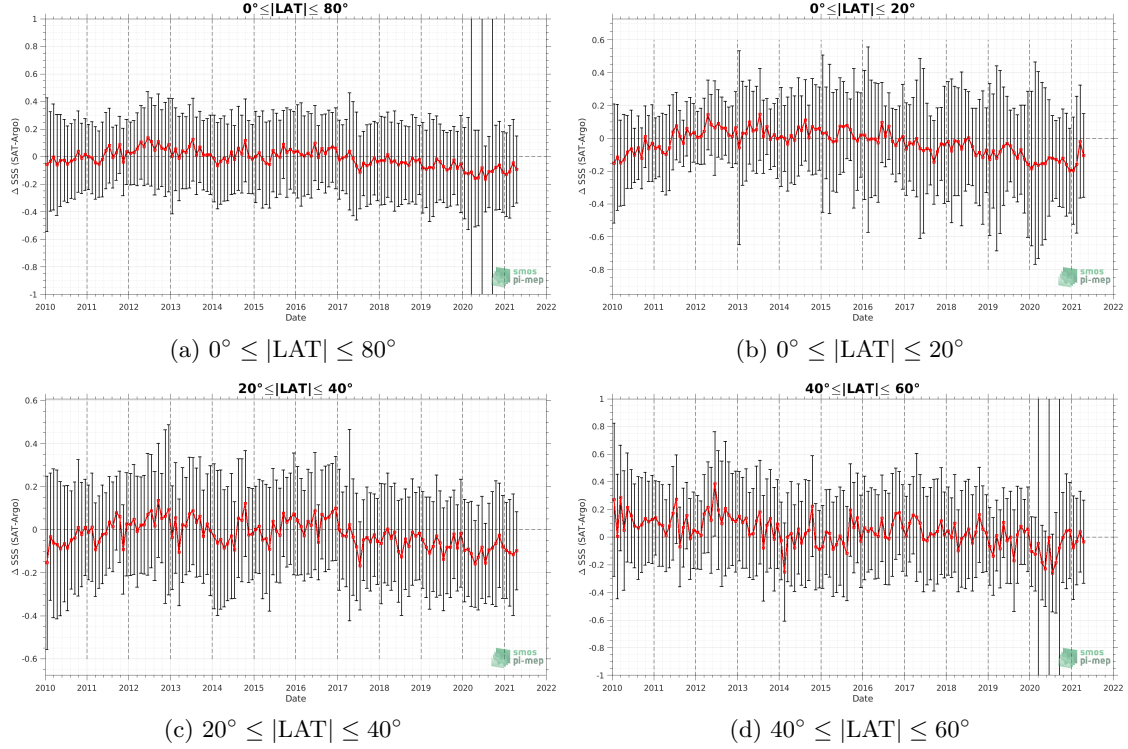 0°≤|LAT|≤ 80°
Δ SSS (SAT-Argo)
1
0.8
0.6
0.4
0.2
0
-0.2
-0.4
-0.6
-0.8
-1
2010 2011 2012 2013 2014 2015 2016 2017 2018 2019 2020 2021 2022
Date
smos
pi-mep
(a) 0° ≤ |LAT| ≤ 80°
0°≤|LAT|≤ 20°
Δ SSS (SAT-Argo)
0.6
0.4
0.2
0
-0.2
-0.4
-0.6
-0.8
2010 2011 2012 2013 2014 2015 2016 2017 2018 2019 2020 2021 2022
Date
smos
pi-mep
(b) 0° ≤ |LAT| ≤ 20°
20°≤|LAT|≤ 40°
Δ SSS (SAT-Argo)
0.6
0.4
0.2
0
-0.2
-0.4
-0.6
2010 2011 2012 2013 2014 2015 2016 2017 2018 2019 2020 2021 2022
Date
smos
pi-mep
(c) 20° ≤ |LAT| ≤ 40°
40°≤|LAT|≤ 60°
Δ SSS (SAT-Argo)
1
0.8
0.6
0.4
0.2
0
-0.2
-0.4
-0.6
-0.8
-1
2010 2011 2012 2013 2014 2015 2016 2017 2018 2019 2020 2021 2022
Date
smos
pi-mep
(d) 40° ≤ |LAT| ≤ 60°